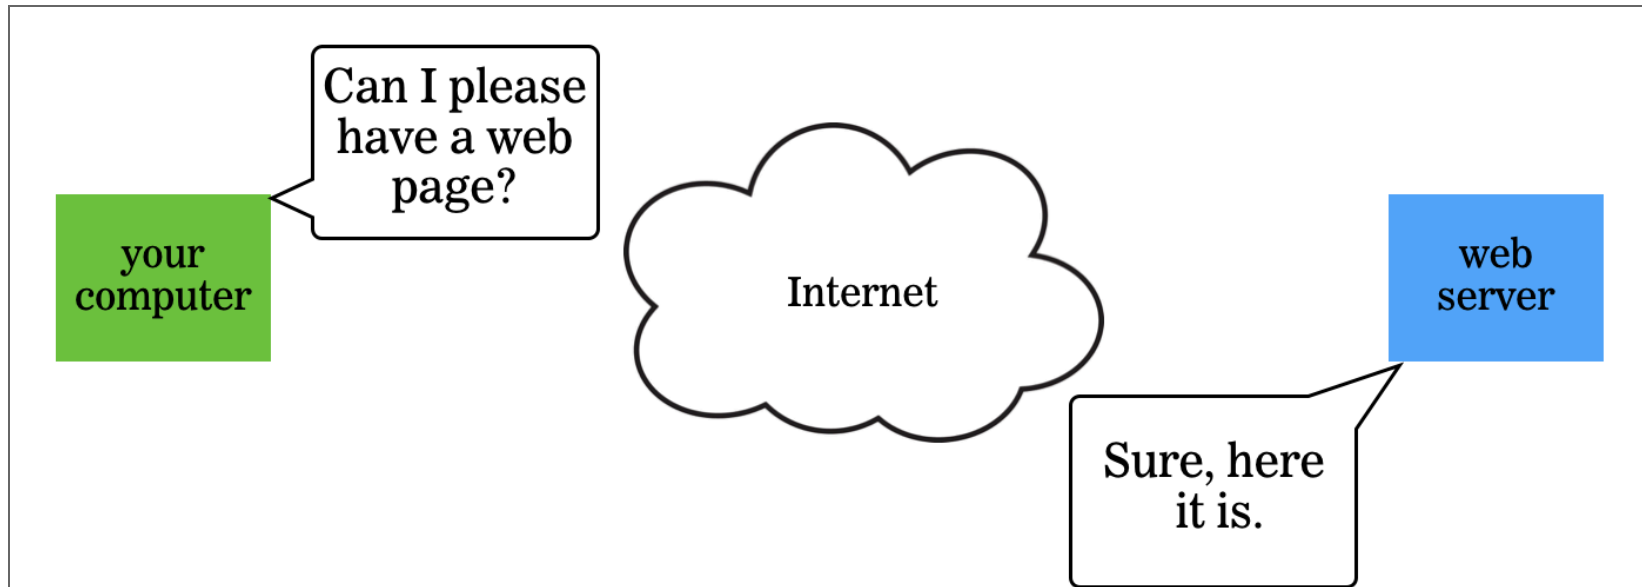 Can I please
have a web
page?
your
computer
Internet
web
server
Sure, here
it is.